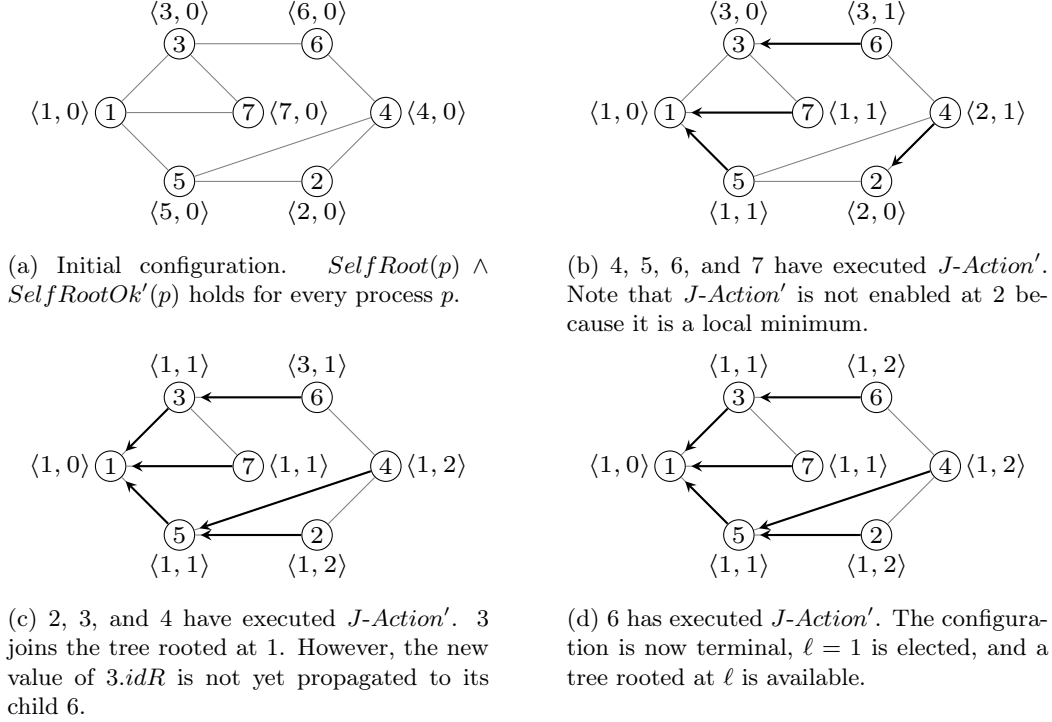 ⟨3, 0⟩ ⟨6, 0⟩
3 6
⟨1, 0⟩ 1 7 ⟨7, 0⟩ 4 ⟨4, 0⟩
5 2
⟨5, 0⟩ ⟨2, 0⟩
(a) Initial configuration. SelfRoot(p) ∧
SelfRootOk′(p) holds for every process p.
⟨3, 0⟩ ⟨3, 1⟩
3 6
⟨1, 0⟩ 1 7 ⟨1, 1⟩ 4 ⟨2, 1⟩
5 2
⟨1, 1⟩ ⟨2, 0⟩
(b) 4, 5, 6, and 7 have executed J-Action′.
Note that J-Action′ is not enabled at 2 be-
cause it is a local minimum.
⟨1, 1⟩ ⟨3, 1⟩
3 6
⟨1, 0⟩ 1 7 ⟨1, 1⟩ 4 ⟨1, 2⟩
5 2
⟨1, 1⟩ ⟨1, 2⟩
(c) 2, 3, and 4 have executed J-Action′. 3
joins the tree rooted at 1. However, the new
value of 3.idR is not yet propagated to its
child 6.
⟨1, 1⟩ ⟨1, 2⟩
3 6
⟨1, 0⟩ 1 7 ⟨1, 1⟩ 4 ⟨1, 2⟩
5 2
⟨1, 1⟩ ⟨1, 2⟩
(d) 6 has executed J-Action′. The configura-
tion is now terminal, ℓ = 1 is elected, and a
tree rooted at ℓ is available.